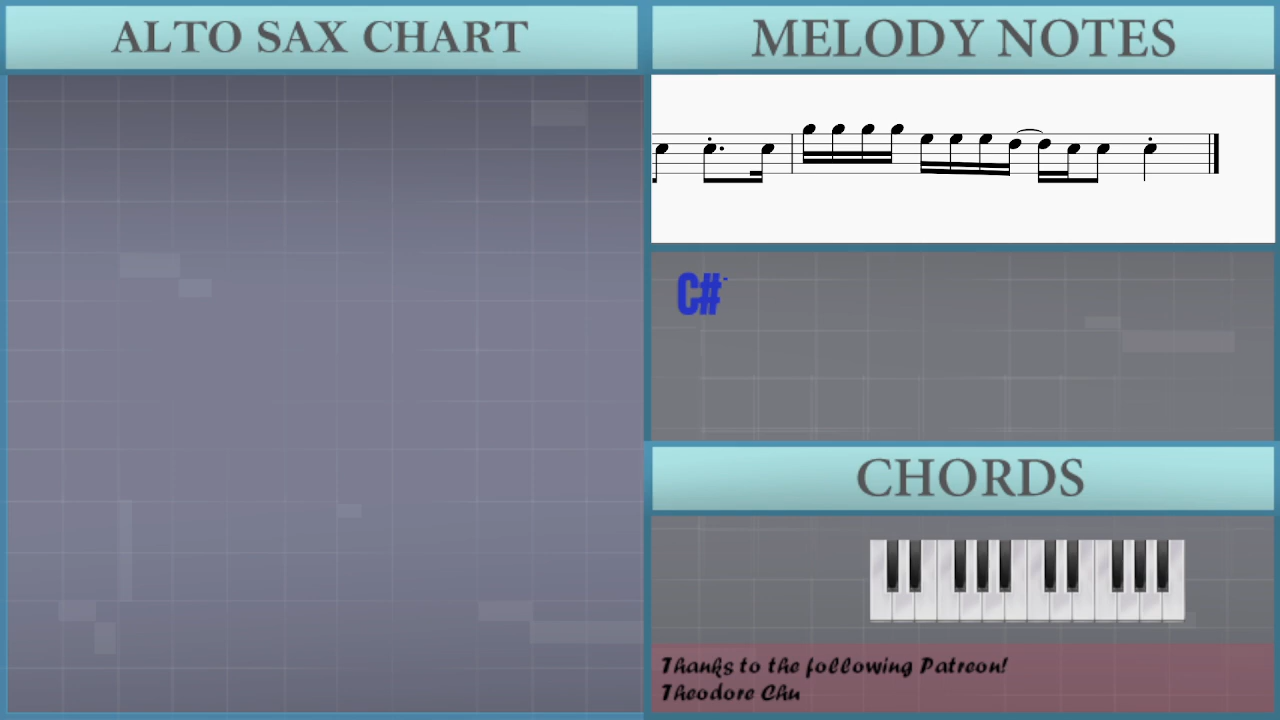 ALTO SAX CHART
MELODY NOTES
C#-
CHORDS
Thanks to the following Patreon!
Theodore Chu